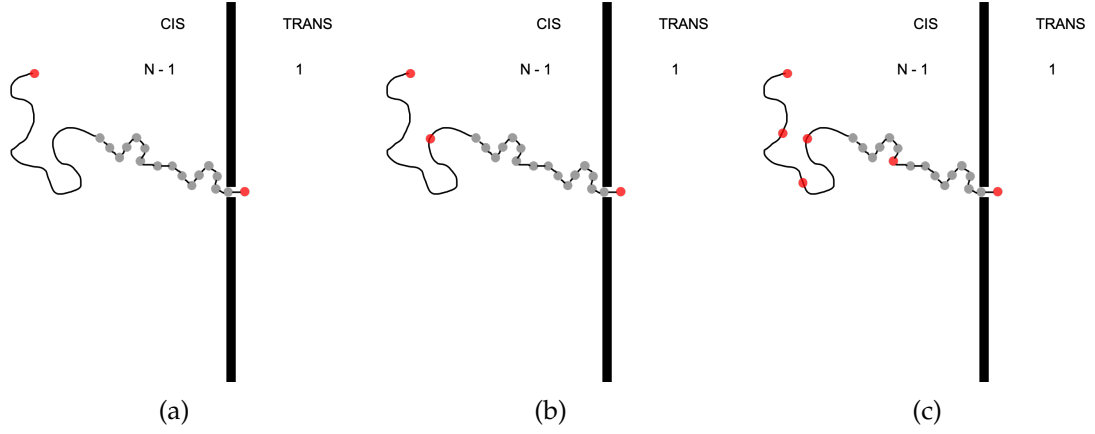 CIS TRANS CIS TRANS CIS TRANS
N - 1 1 N - 1 1 N - 1 1
(a) (b) (c)